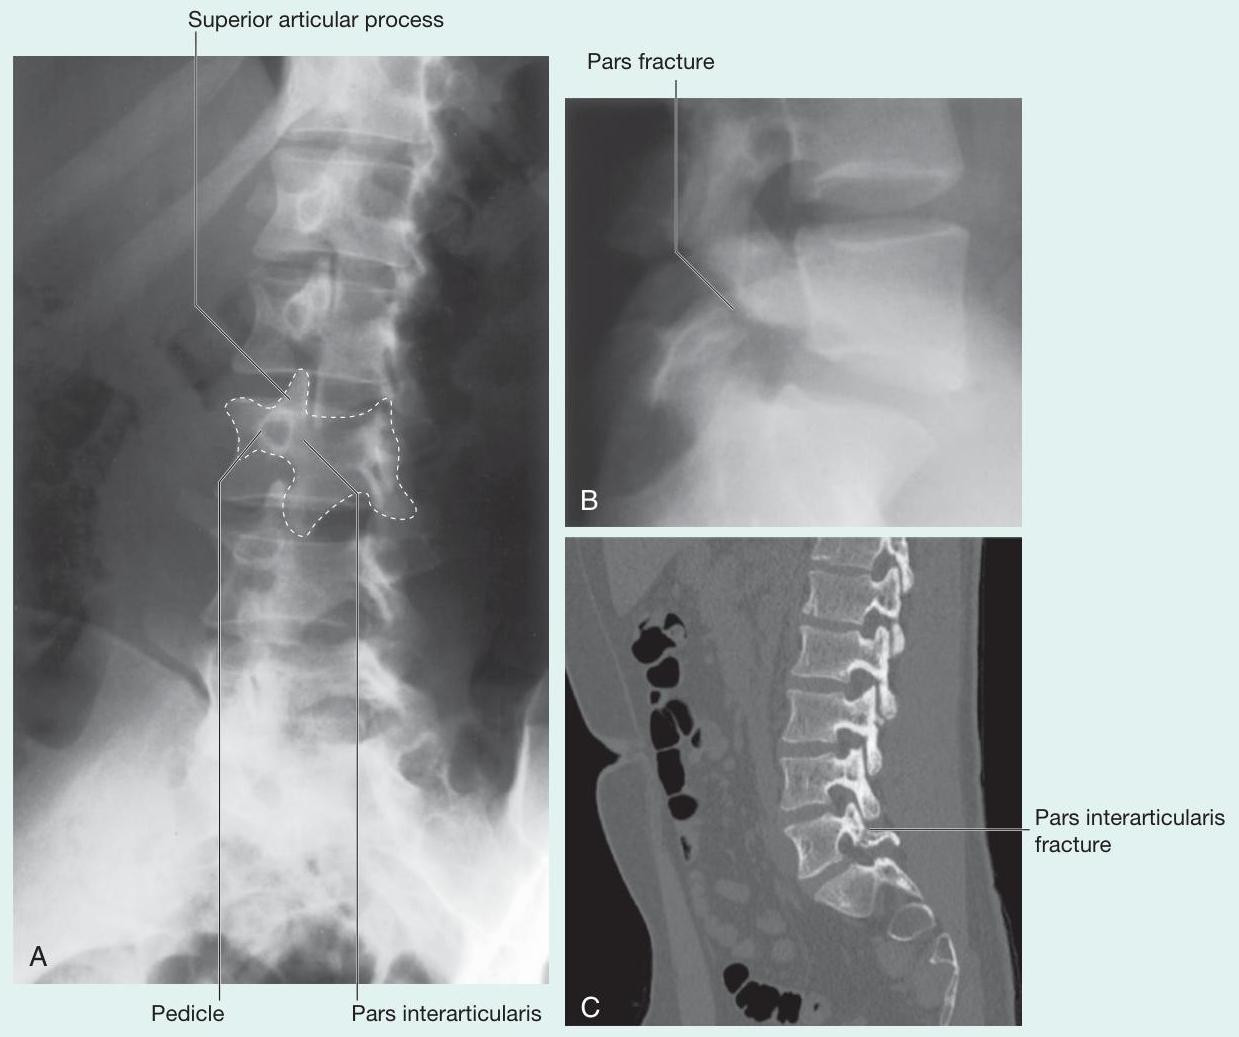 Superior articular process
Pars fracture
B
Pars interarticularis
fracture
A
C
Pedicle
Pars interarticularis